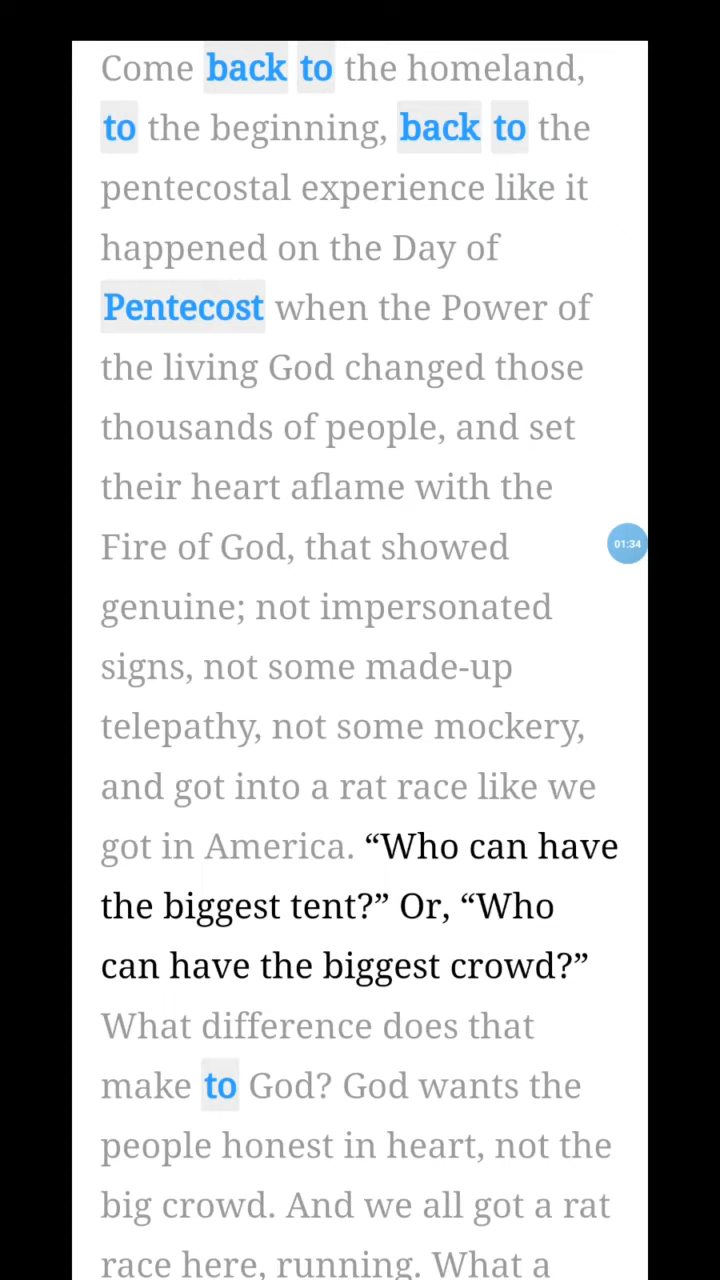 Come back to the homeland,
to the beginning, back to the
pentecostal experience like it
happened on the Day of
Pentecost when the Power of
the living God changed those
thousands of people, and set
their heart aflame with the
Fire of God, that showed
01:34
genuine; not impersonated
signs, not some made-up
telepathy, not some mockery,
and got into a rat race like we
got in America. “Who can have
the biggest tent?” Or, “Who
can have the biggest crowd?”
What difference does that
make to God? God wants the
people honest in heart, not the
big crowd. And we all got a rat
race here, running. What a